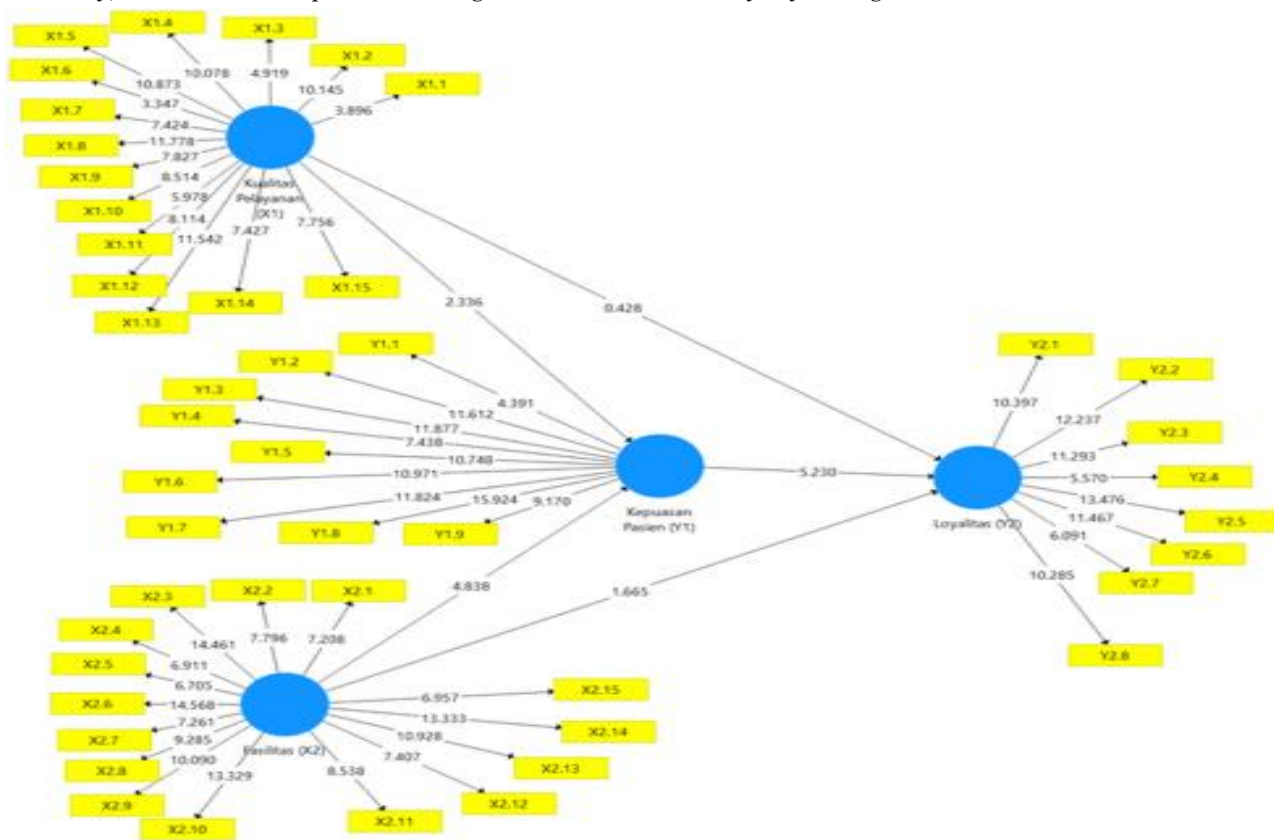 X1.4
X1.3
X1.5
X1.2
X1.6
X1.1
10.078
4.919
10.145
10.873
3.896
3.347
X1.7
7.424
X1.8
11.778
7.827
X1.9
8.514
Kualitas
Pelayanan
(X1)
X1.10
5.978
8.114
7.756
7.427
11.542
X1.11
X1.12
X1.15
X1.14
X1.13
2.336
0.428
Y1.1
Y2.1
Y1.2
Y2.2
Y1.3
4.391
10.397
12.237
Y1.4
11.612
11.877
Y2.3
7.438
11.293
Y1.5
10.748
5.230
5.570
Y2.4
Y1.6
10.971
13.476
11.824
15.924
9.170
11.467
Y2.5
Y1.7
Kepuasan
Pasien (Y1)
Loyalitas (Y2)
Y1.8
Y1.9
6.091
Y2.6
Y2.7
10.285
4.838
1.665
X2.3
X2.2
X2.1
X2.4
14.461
7.796
7.208
Y2.8
X2.5
6.911
6.705
X2.15
6.957
X2.6
14.568
13.333
X2.14
7.261
10.928
X2.7
9.285
Fasilitas (X2)
7.407
X2.13
X2.8
10.090
8.538
13.329
X2.9
X2.12
X2.10
X2.11